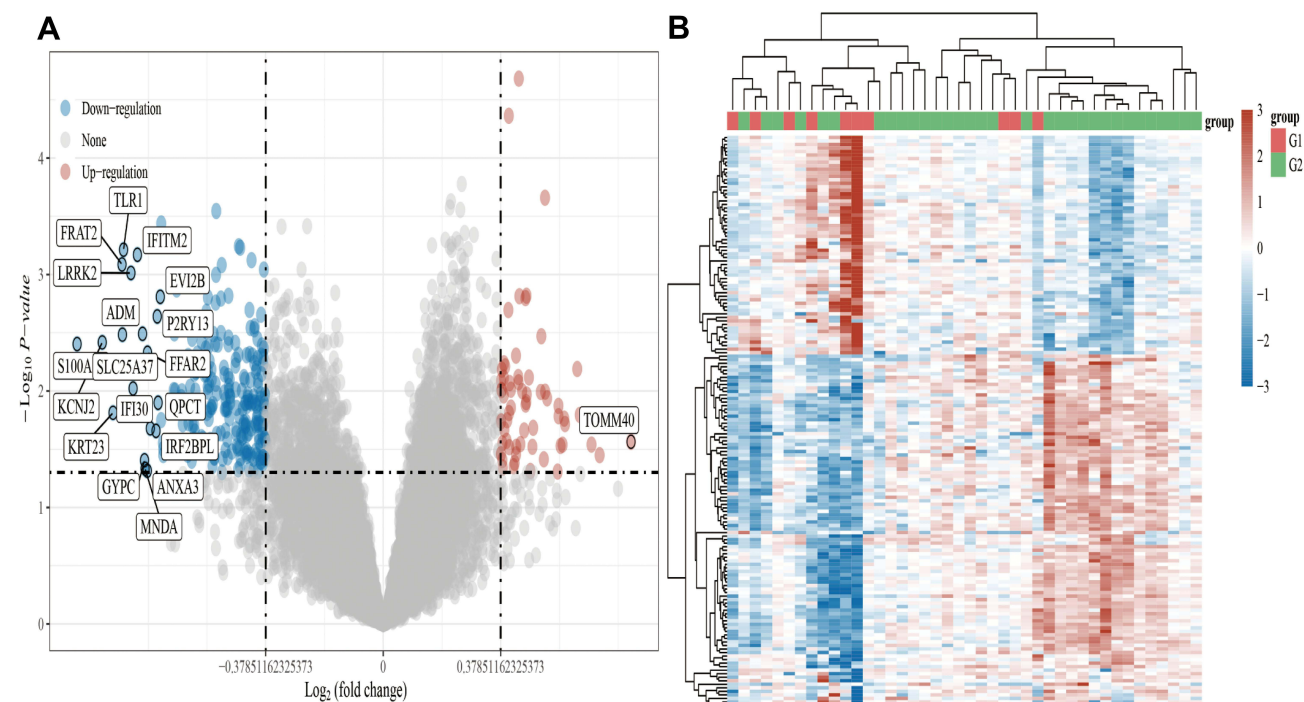 A
Down-regulation
None
Up-regulation
TLR1
FRAT2
IFITM2
LRRK2
EVI2B
ADM
P2RY13
S100A
SLC25A37
FFAR2
KCNJ2
IFI30
QPCT
TOMM40
KRT23
IRF2BPL
GYPC
ANXA3
MNDA
4
3
2
1
0
−Log10 P-value
−0.37851162325373
0
0.37851162325373
Log2 (fold change)
B
group
3
2
1
0
−1
−2
−3
group
G1
G2